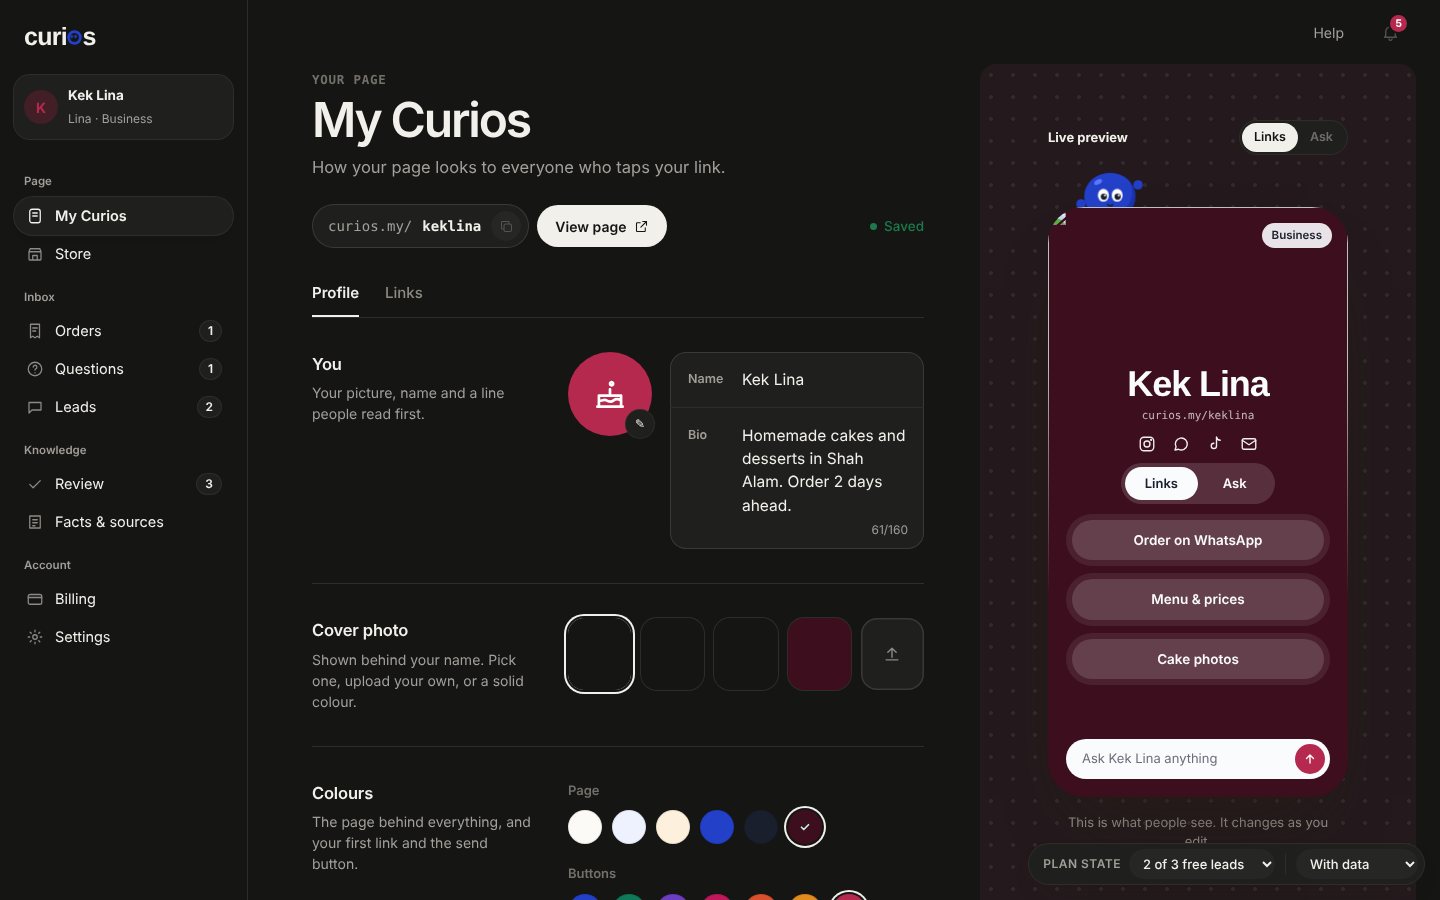 curios
Kek Lina
Lina · Business
K
Page
My Curios
Store
Inbox
Orders 1
Questions 1
Leads 2
Knowledge
Review 3
Facts & sources
Account
Billing
Settings
Help
5
YOUR PAGE
My Curios
How your page looks to everyone who taps your link.
curios.my/ keklina
View page
Saved
Profile
Links
You
Your picture, name and a line
people read first.
Name Kek Lina
Bio
Homemade cakes and
desserts in Shah
Alam. Order 2 days
ahead.
61/160
Cover photo
Shown behind your name. Pick
one, upload your own, or a solid
colour.
Colours
The page behind everything, and
your first link and the send
button.
Page
Buttons
Live preview
Links Ask
Business
Kek Lina
curios.my/keklina
Links Ask
Order on WhatsApp
Menu & prices
Cake photos
Ask Kek Lina anything
This is what people see. It changes as you
edit.
PLAN STATE 2 of 3 free leads With data